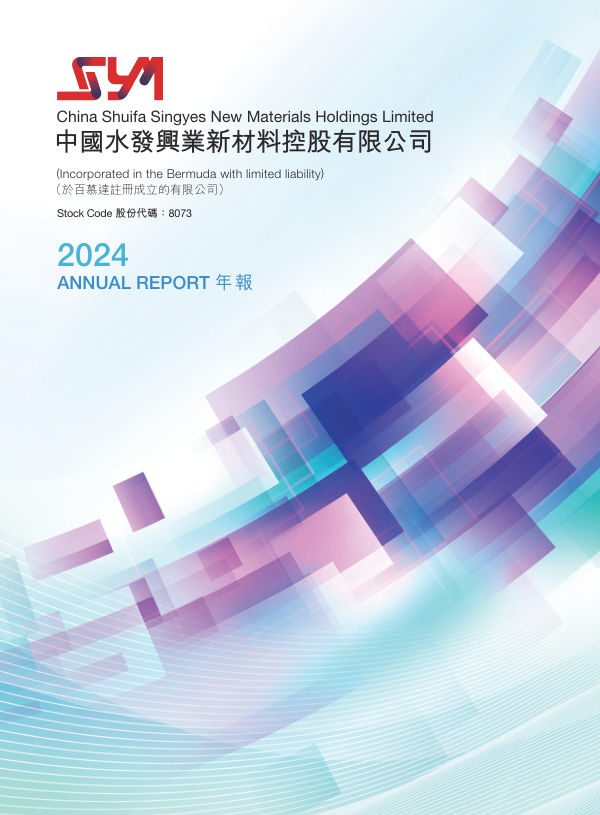 SYM
China Shuifa Singyes New Materials Holdings Limited
中國水發興業新材料控股有限公司
(Incorporated in the Bermuda with limited liability)
(於百慕達註冊成立的有限公司)
Stock Code 股份代碼：8073
2024
ANNUAL REPORT 年報